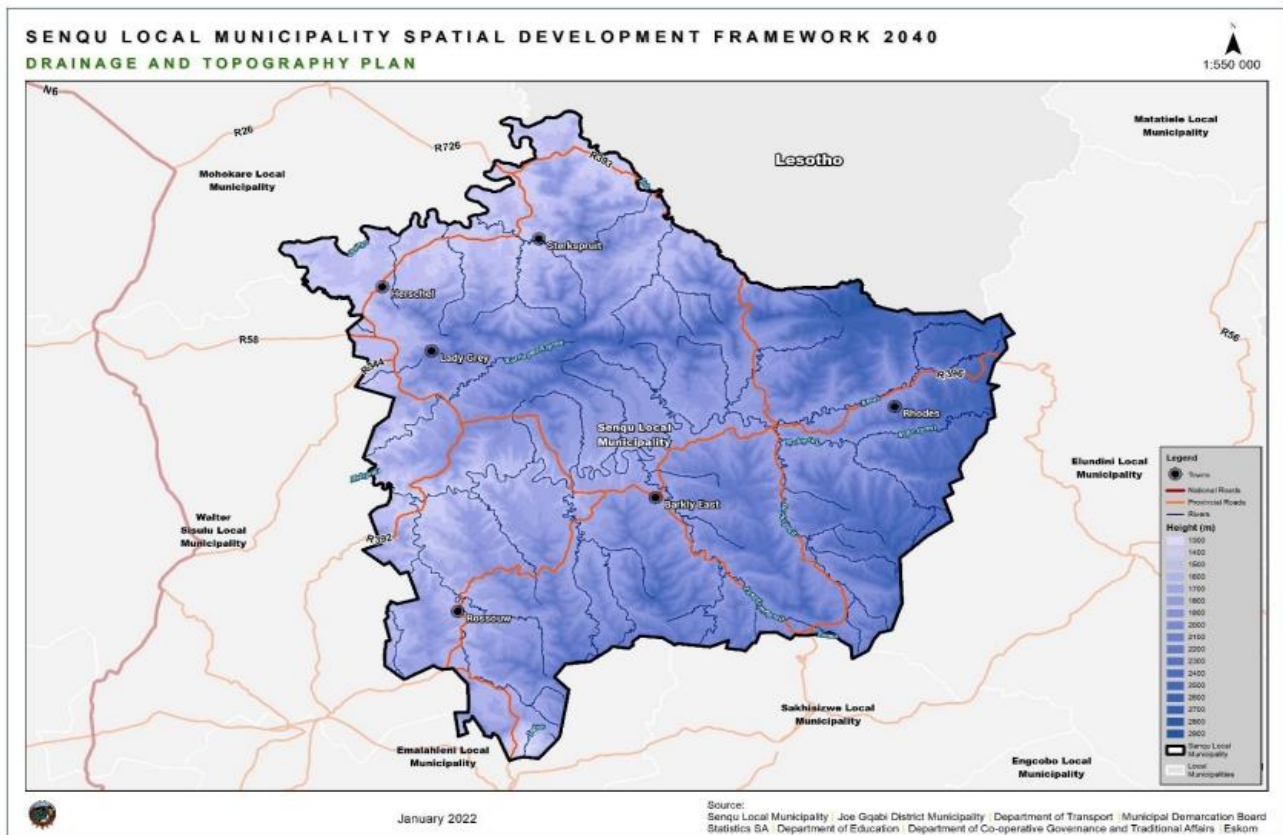 SENQU LOCAL MUNICIPALITY SPATIAL DEVELOPMENT FRAMEWORK 2040
DRAINAGE AND TOPOGRAPHY PLAN
N
1:550 000
N6
R26
R726
R393
Lesotho
Matatiele Local
Municipality
Mohokare Local
Municipality
Sterkspruit
Herschel
R58
R344
Lady Grey
R56
R396
Rhodes
Senqu Local
Municipality
Elundini Local
Municipality
Barkly East
Walter
Sisulu Local
Municipality
R392
Rossouw
Sakhisizwe Local
Municipality
Emalahleni Local
Municipality
Engcobo Local
Municipality
Legend
Towns
National Roads
Provincial Roads
Rivers
Height (m)
1300
1400
1500
1600
1700
1800
1900
2000
2100
2200
2300
2400
2500
2600
2700
2800
2900
Senqu Local
Municipality
Local
Municipalities
January 2022
Source:
Senqu Local Municipality | Joe Gqabi District Municipality | Department of Transport | Municipal Demarcation Board
Statistics SA | Department of Education | Department of Co-operative Governance and Traditional Affairs | Eskom